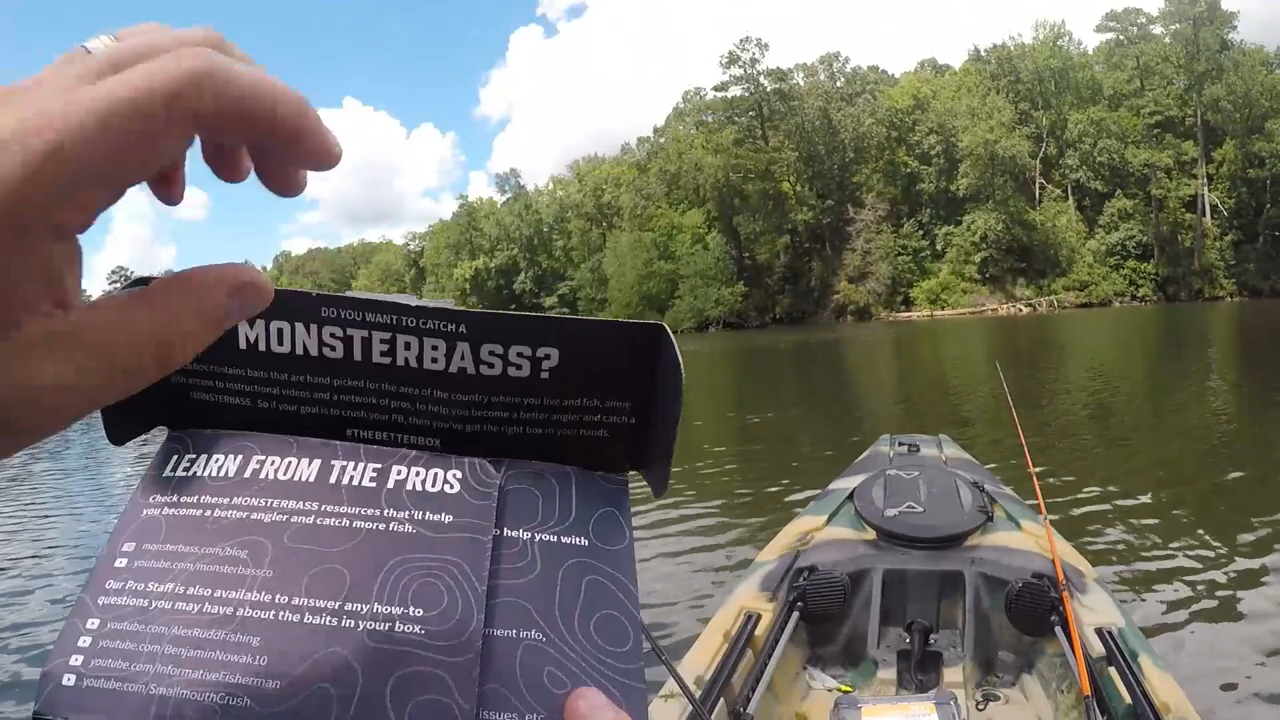 DO YOU WANT TO CATCH A
MONSTERBASS?
contains baits that are hand-picked for the area of the country where you live and fish, along
with access to instructional videos and a network of pros, to help you become a better angler and catch a
MONSTERBASS. So if your goal is to crush your PB, then you've got the right box in your hands.
#THEBETTERBOX
LEARN FROM THE PROS
Check out these MONSTERBASS resources that'll help
you become a better angler and catch more fish.
monsterbass.com/blog
youtube.com/monsterbassco
Our Pro Staff is also available to answer any how-to
questions you may have about the baits in your box.
youtube.com/AlexRuddFishing
youtube.com/BenjaminNowak10
youtube.com/InformativeFisherman
youtube.com/SmallmouthCrush
o help you with
ment info,
issues, etc